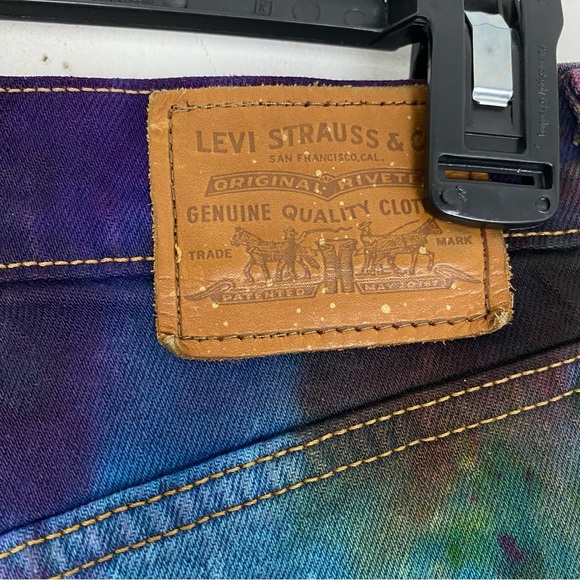 LEVI STRAUSS & C
SAN FRANCISCO, CAL.
ORIGINAL RIVETE
GENUINE QUALITY CLOT
TRADE MARK
PATENTED